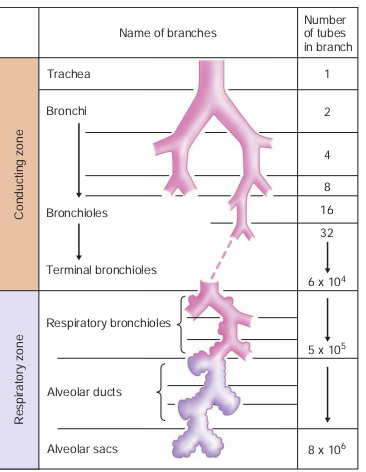 Name of branches
Number
of tubes
in branch
Conducting zone
Trachea
1
Bronchi
2
4
8
Bronchioles
16
32
Terminal bronchioles
6 x 10⁴
Respiratory zone
Respiratory bronchioles
5 x 10⁵
Alveolar ducts
Alveolar sacs
8 x 10⁶